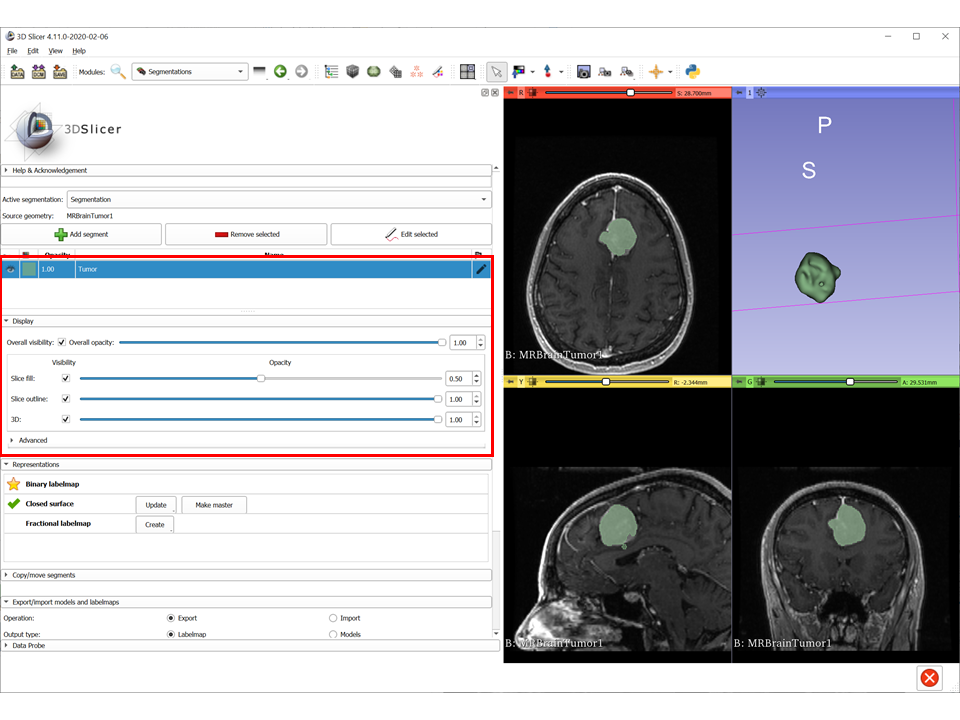 3D Slicer 4.11.0-2020-02-06
File Edit View Help
DATA DCM SAVE Modules: Segmentations
3DSlicer
Help & Acknowledgement
Active segmentation: Segmentation
Source geometry: MRBrainTumor1
Add segment Remove selected Edit selected
Opacity Name
1.00 Tumor
Display
Overall visibility: Overall opacity: 1.00
Visibility Opacity
Slice fill: 0.50
Slice outline: 1.00
3D: 1.00
Advanced
Representations
Binary labelmap
Closed surface Update Make master
Fractional labelmap Create
Copy/move segments
Export/import models and labelmaps
Operation: Export Import
Output type: Labelmap Models
Data Probe
R S: 28.700mm
B: MRBrainTumor1
1
P
S
Y R: -2.344mm
B: MRBrainTumor1
G A: 29.531mm
B: MRBrainTumor1